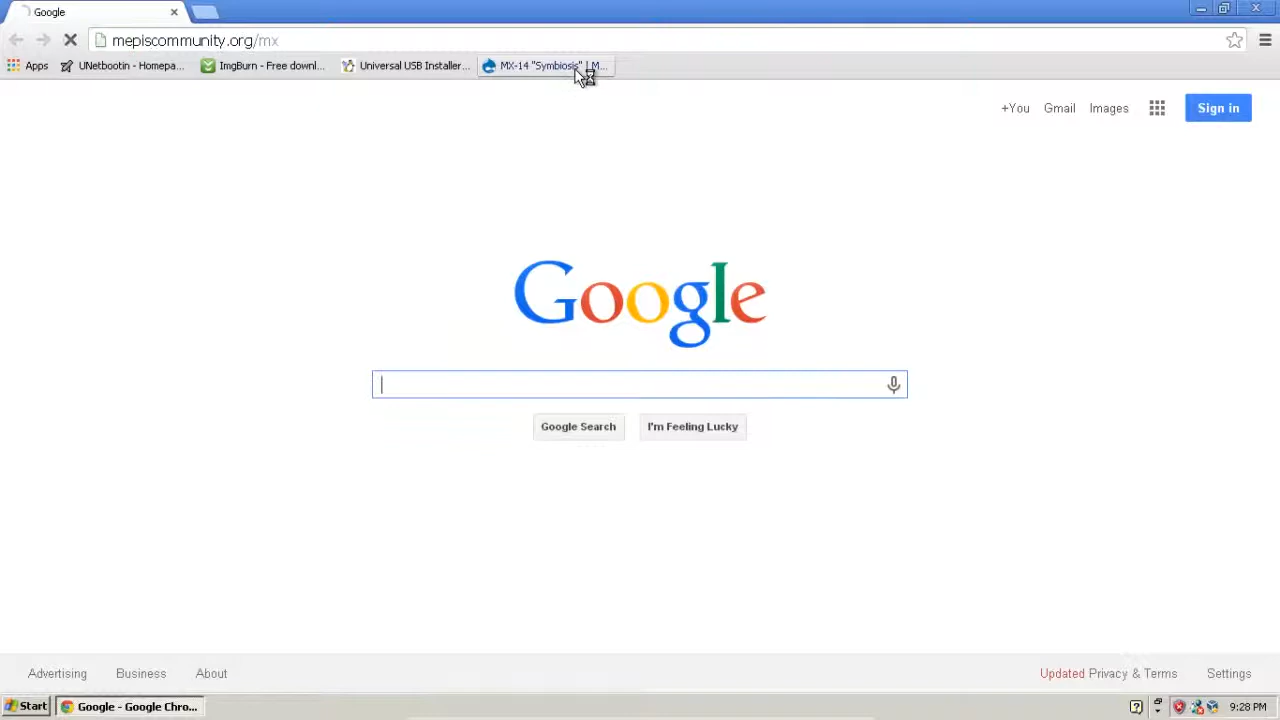 Google
mepiscommunity.org/mx
Apps UNetbootin - Homepa... ImgBurn - Free downl... Universal USB Installer... MX-14 "Symbiosis" | M...
+You Gmail Images Sign in
Google
Google Search I'm Feeling Lucky
Advertising Business About Updated Privacy & Terms Settings
Start Google - Google Chro... 9:28 PM